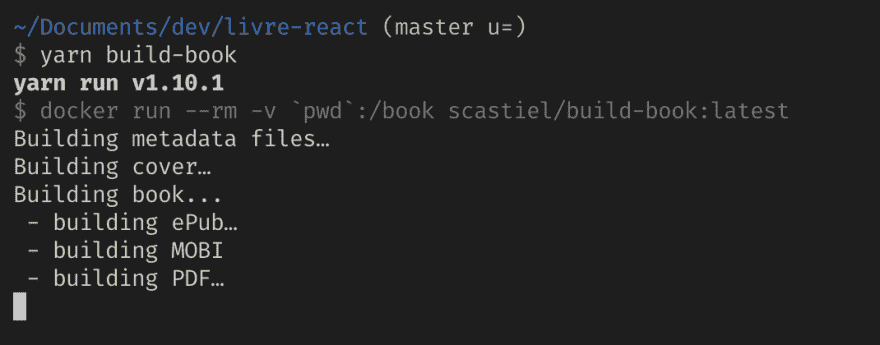 ~/Documents/dev/livre-react (master u=)
$ yarn build-book
yarn run v1.10.1
$ docker run --rm -v `pwd`:/book scastiel/build-book:latest
Building metadata files…
Building cover…
Building book...
 - building ePub…
 - building MOBI
 - building PDF…